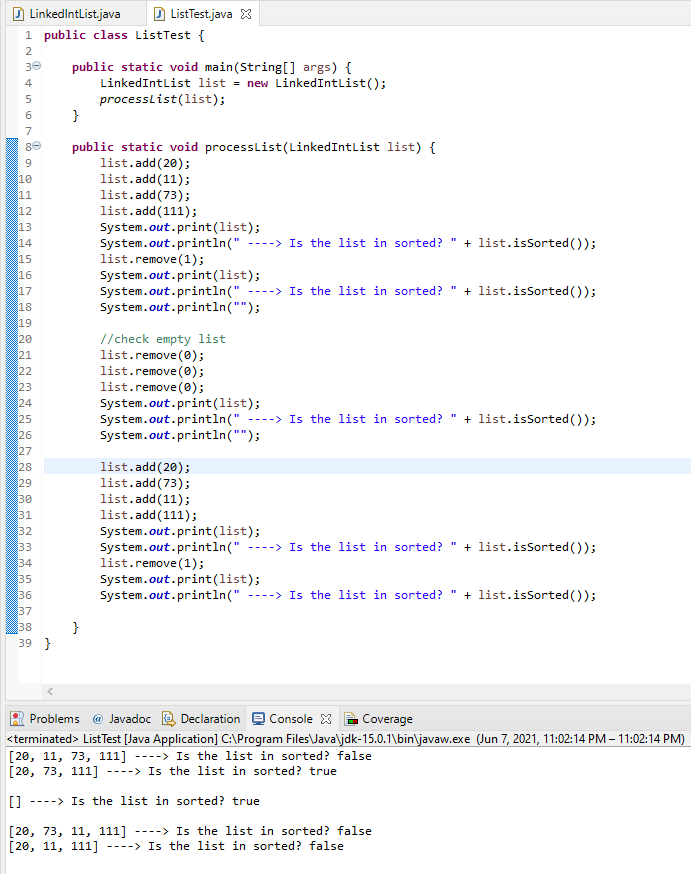 LinkedIntList.java ListTest.java
1 public class ListTest {
2
3 public static void main(String[] args) {
4 LinkedIntList list = new LinkedIntList();
5 processList(list);
6 }
7
8 public static void processList(LinkedIntList list) {
9 list.add(20);
10 list.add(11);
11 list.add(73);
12 list.add(111);
13 System.out.print(list);
14 System.out.println(" ----> Is the list in sorted? " + list.isSorted());
15 list.remove(1);
16 System.out.print(list);
17 System.out.println(" ----> Is the list in sorted? " + list.isSorted());
18 System.out.println("");
19
20 //check empty list
21 list.remove(0);
22 list.remove(0);
23 list.remove(0);
24 System.out.print(list);
25 System.out.println(" ----> Is the list in sorted? " + list.isSorted());
26 System.out.println("");
27
28 list.add(20);
29 list.add(73);
30 list.add(11);
31 list.add(111);
32 System.out.print(list);
33 System.out.println(" ----> Is the list in sorted? " + list.isSorted());
34 list.remove(1);
35 System.out.print(list);
36 System.out.println(" ----> Is the list in sorted? " + list.isSorted());
37
38 }
39 }
Problems @ Javadoc Declaration Console Coverage
<terminated> ListTest [Java Application] C:\Program Files\Java\jdk-15.0.1\bin\javaw.exe (Jun 7, 2021, 11:02:14 PM – 11:02:14 PM)
[20, 11, 73, 111] ----> Is the list in sorted? false
[20, 73, 111] ----> Is the list in sorted? true
[] ----> Is the list in sorted? true
[20, 73, 11, 111] ----> Is the list in sorted? false
[20, 11, 111] ----> Is the list in sorted? false